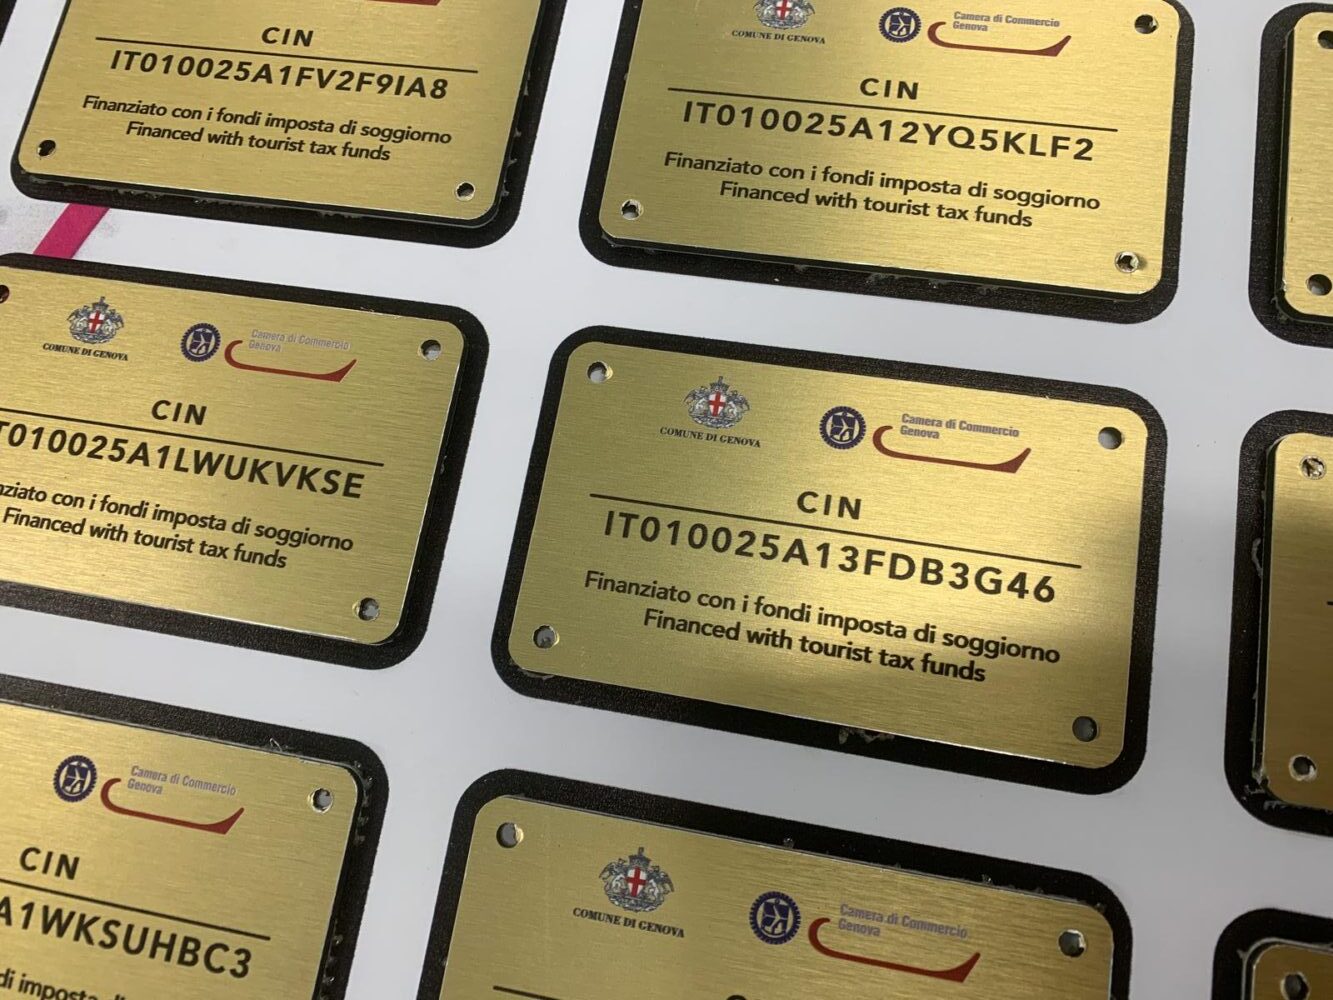 CIN
IT010025A1FV2F9IA8
Finanziato con i fondi imposta di soggiorno
Financed with tourist tax funds
COMUNE DI GENOVA
Camera di Commercio
Genova
CIN
IT010025A12YQ5KLF2
Finanziato con i fondi imposta di soggiorno
Financed with tourist tax funds
COMUNE DI GENOVA
Camera di Commercio
Genova
CIN
T010025A1LWUKVKSE
nziato con i fondi imposta di soggiorno
Financed with tourist tax funds
COMUNE DI GENOVA
Camera di Commercio
Genova
CIN
IT010025A13FDB3G46
Finanziato con i fondi imposta di soggiorno
Financed with tourist tax funds
Camera di Commercio
Genova
CIN
A1WKSUHBC3
di imposta
COMUNE DI GENOVA
Camera di Commercio
Genova